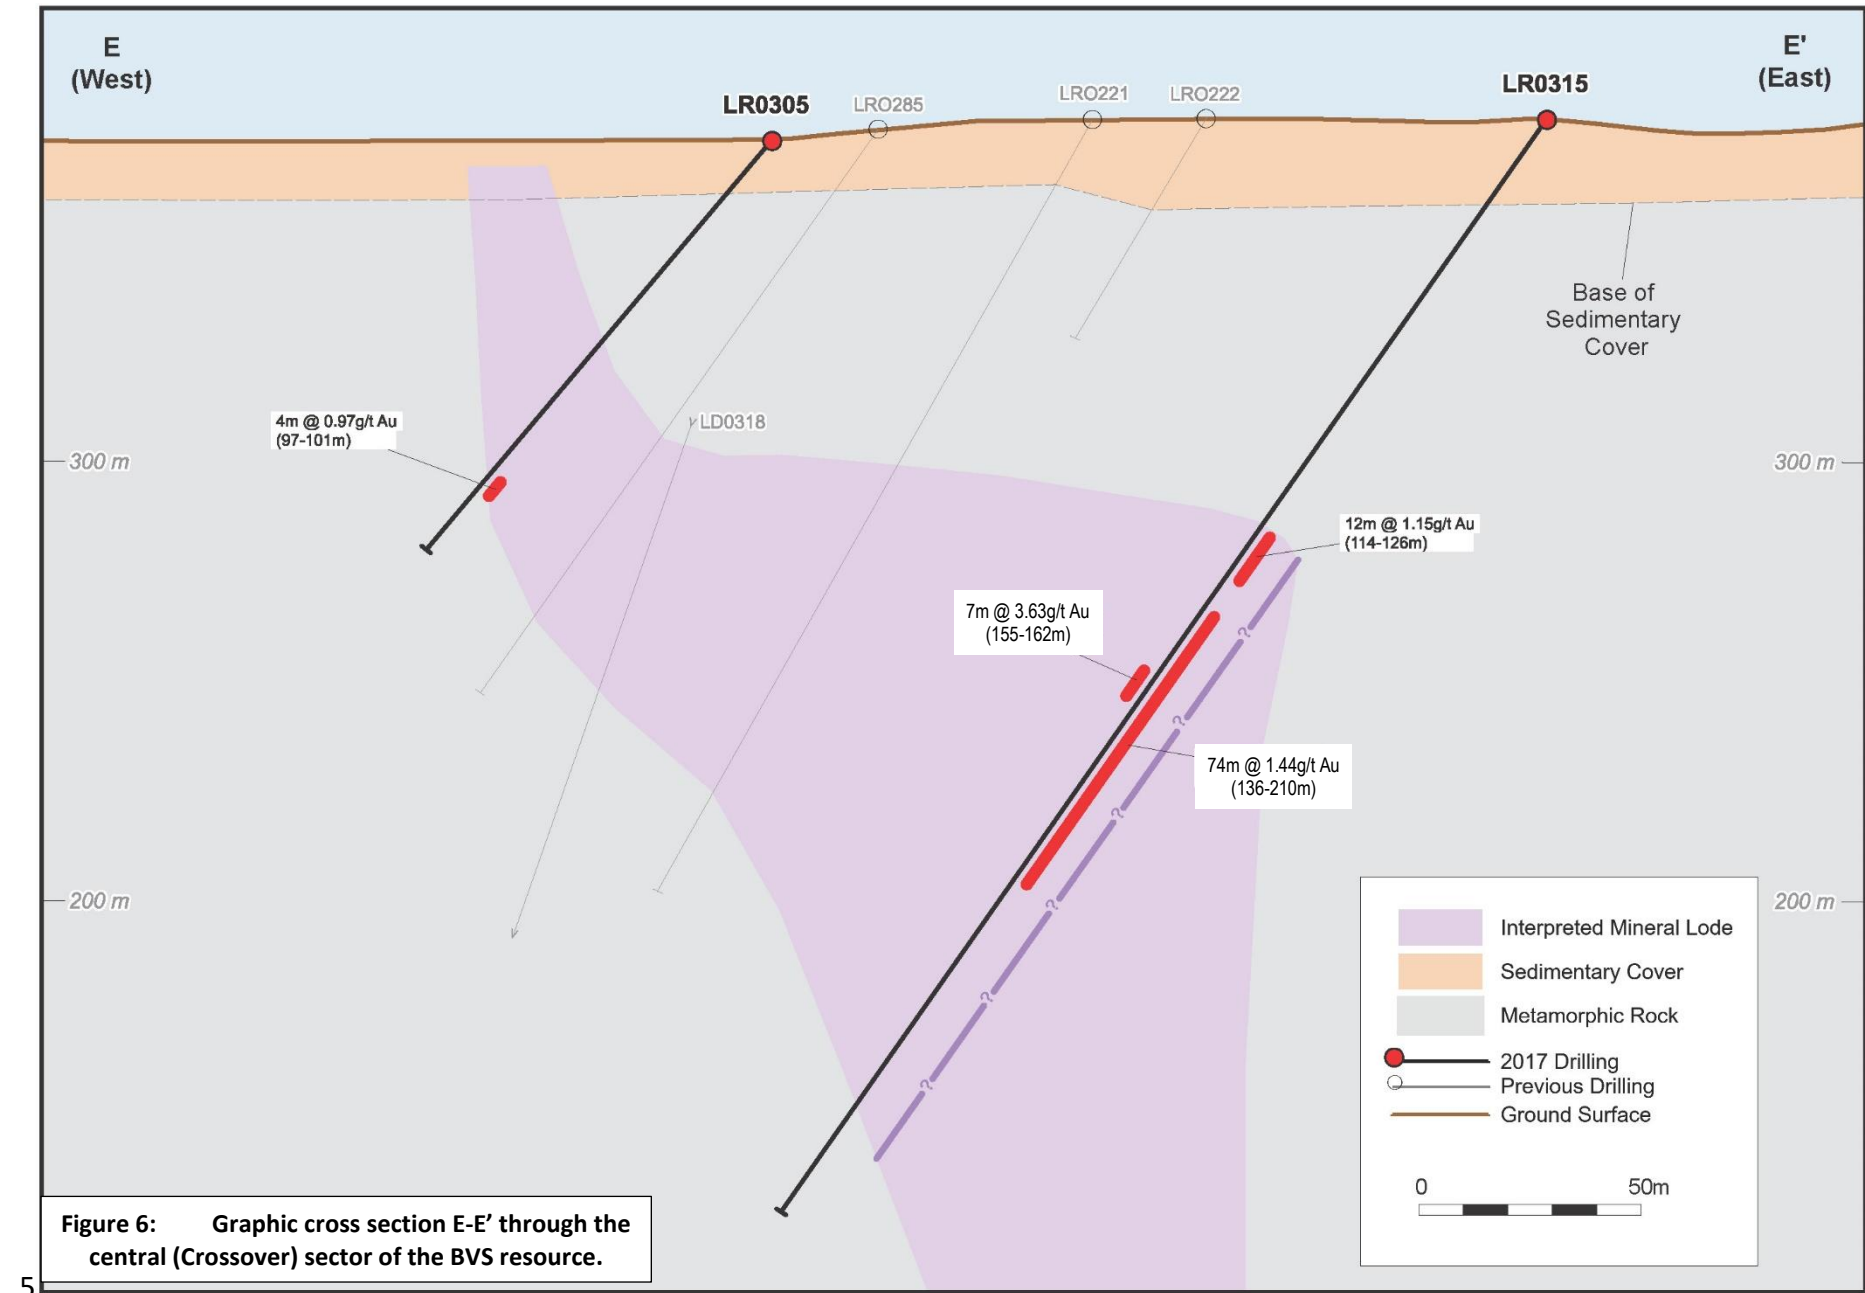 E
(West)
E'
(East)
LR0305
LRO285
LRO221
LRO222
LR0315
Base of
Sedimentary
Cover
4m @ 0.97g/t Au
(97-101m)
LD0318
300 m
300 m
12m @ 1.15g/t Au
(114-126m)
7m @ 3.63g/t Au
(155-162m)
?
?
74m @ 1.44g/t Au
(136-210m)
?
?
?
?
200 m
200 m
Interpreted Mineral Lode
Sedimentary Cover
Metamorphic Rock
2017 Drilling
Previous Drilling
Ground Surface
0 50m
Figure 6: Graphic cross section E-E’ through the
central (Crossover) sector of the BVS resource.
5